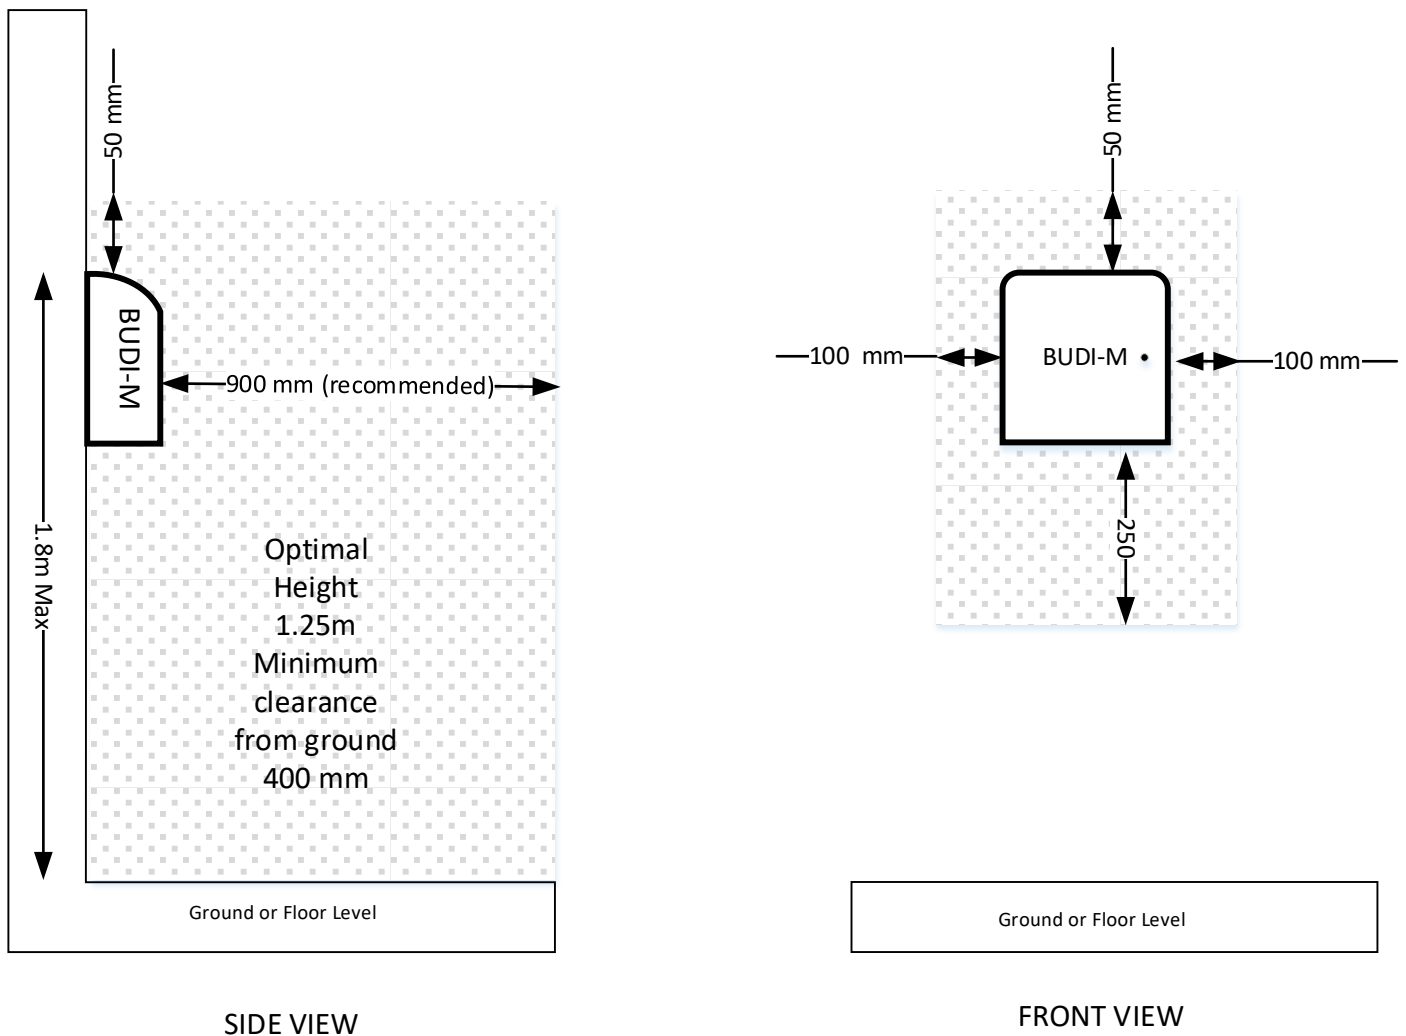 50 mm
BUDI-M
900 mm (recommended)
1.8m Max
Optimal
Height
1.25m
Minimum
clearance
from ground
400 mm
Ground or Floor Level
SIDE VIEW
50 mm
100 mm
BUDI-M
100 mm
250
Ground or Floor Level
FRONT VIEW